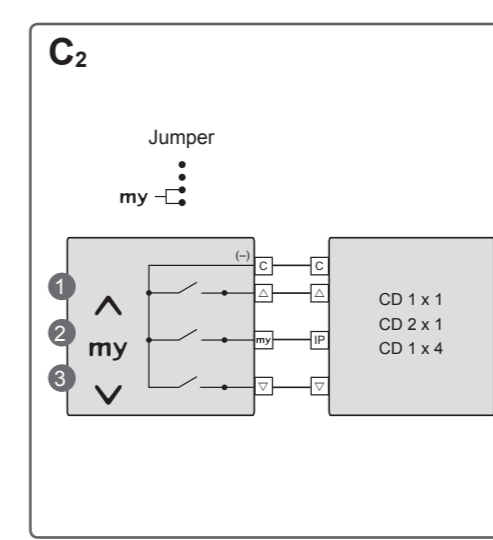 C₂
Jumper
my
(–)
C C
1
△ △
CD 1 x 1
2
my
my IP
CD 2 x 1
CD 1 x 4
3
▽ ▽